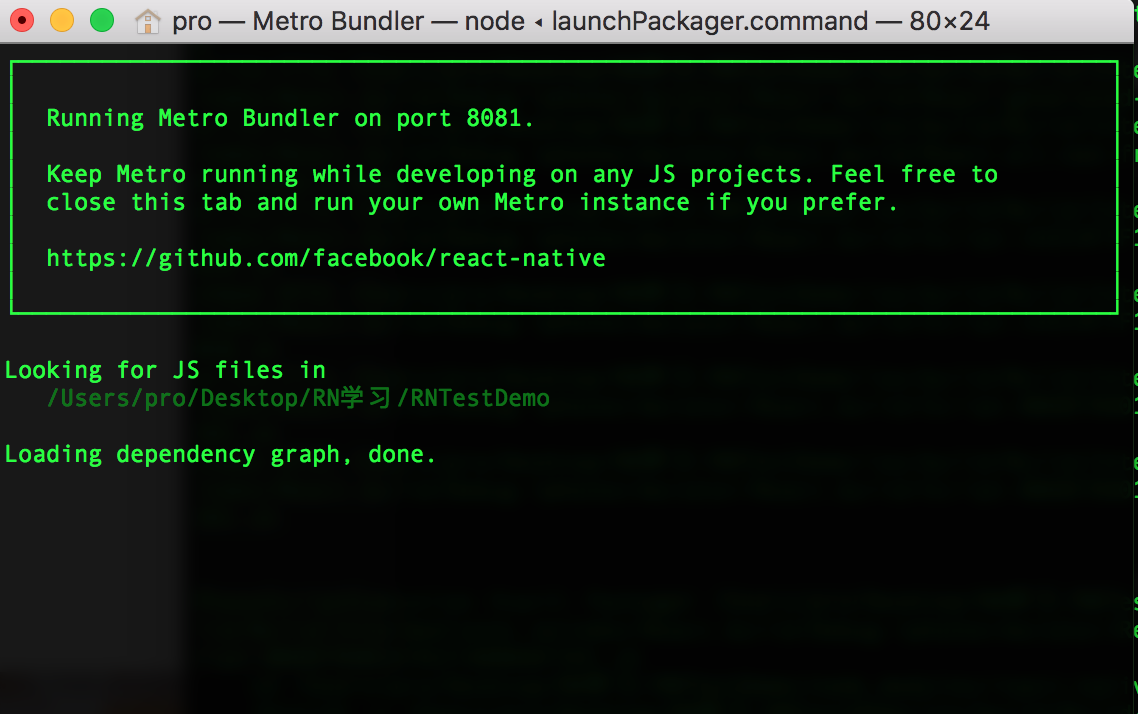 pro — Metro Bundler — node ◂ launchPackager.command — 80×24
Running Metro Bundler on port 8081.
Keep Metro running while developing on any JS projects. Feel free to
close this tab and run your own Metro instance if you prefer.
https://github.com/facebook/react-native
Looking for JS files in
/Users/pro/Desktop/RN学习/RNTestDemo
Loading dependency graph, done.